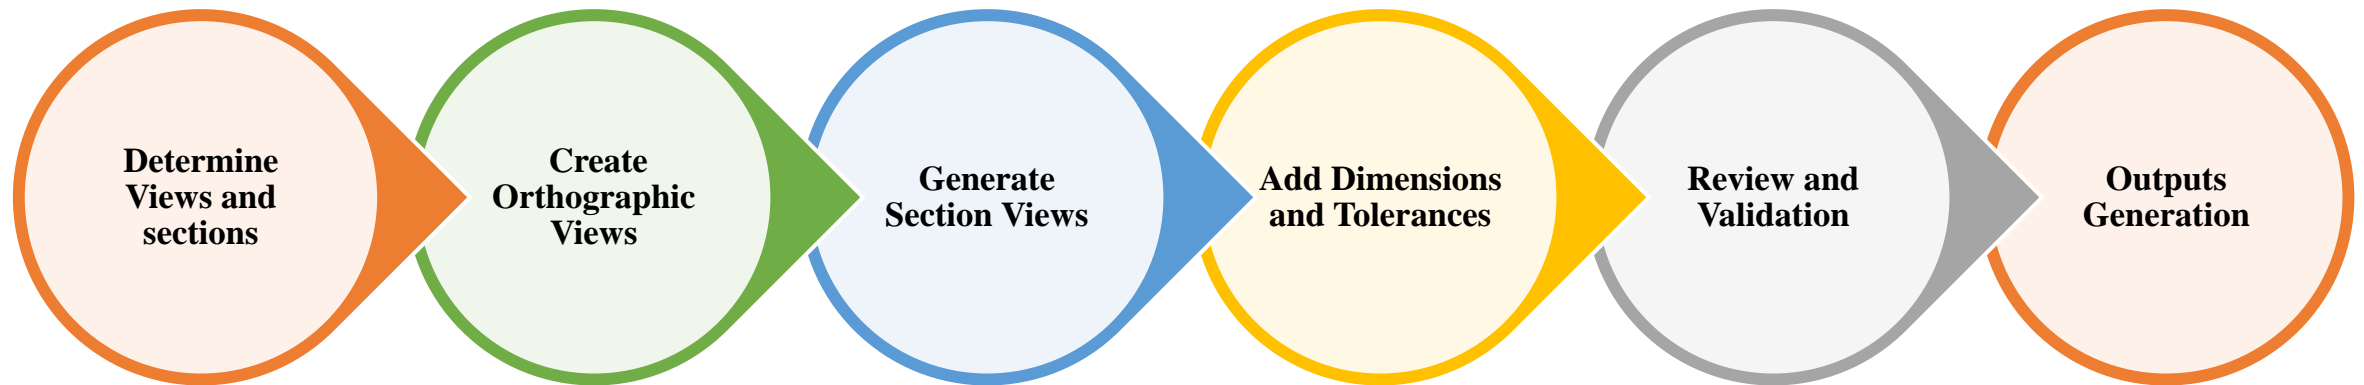 Determine
Views and
sections
Create
Orthographic
Views
Generate
Section Views
Add Dimensions
and Tolerances
Review and
Validation
Outputs
Generation